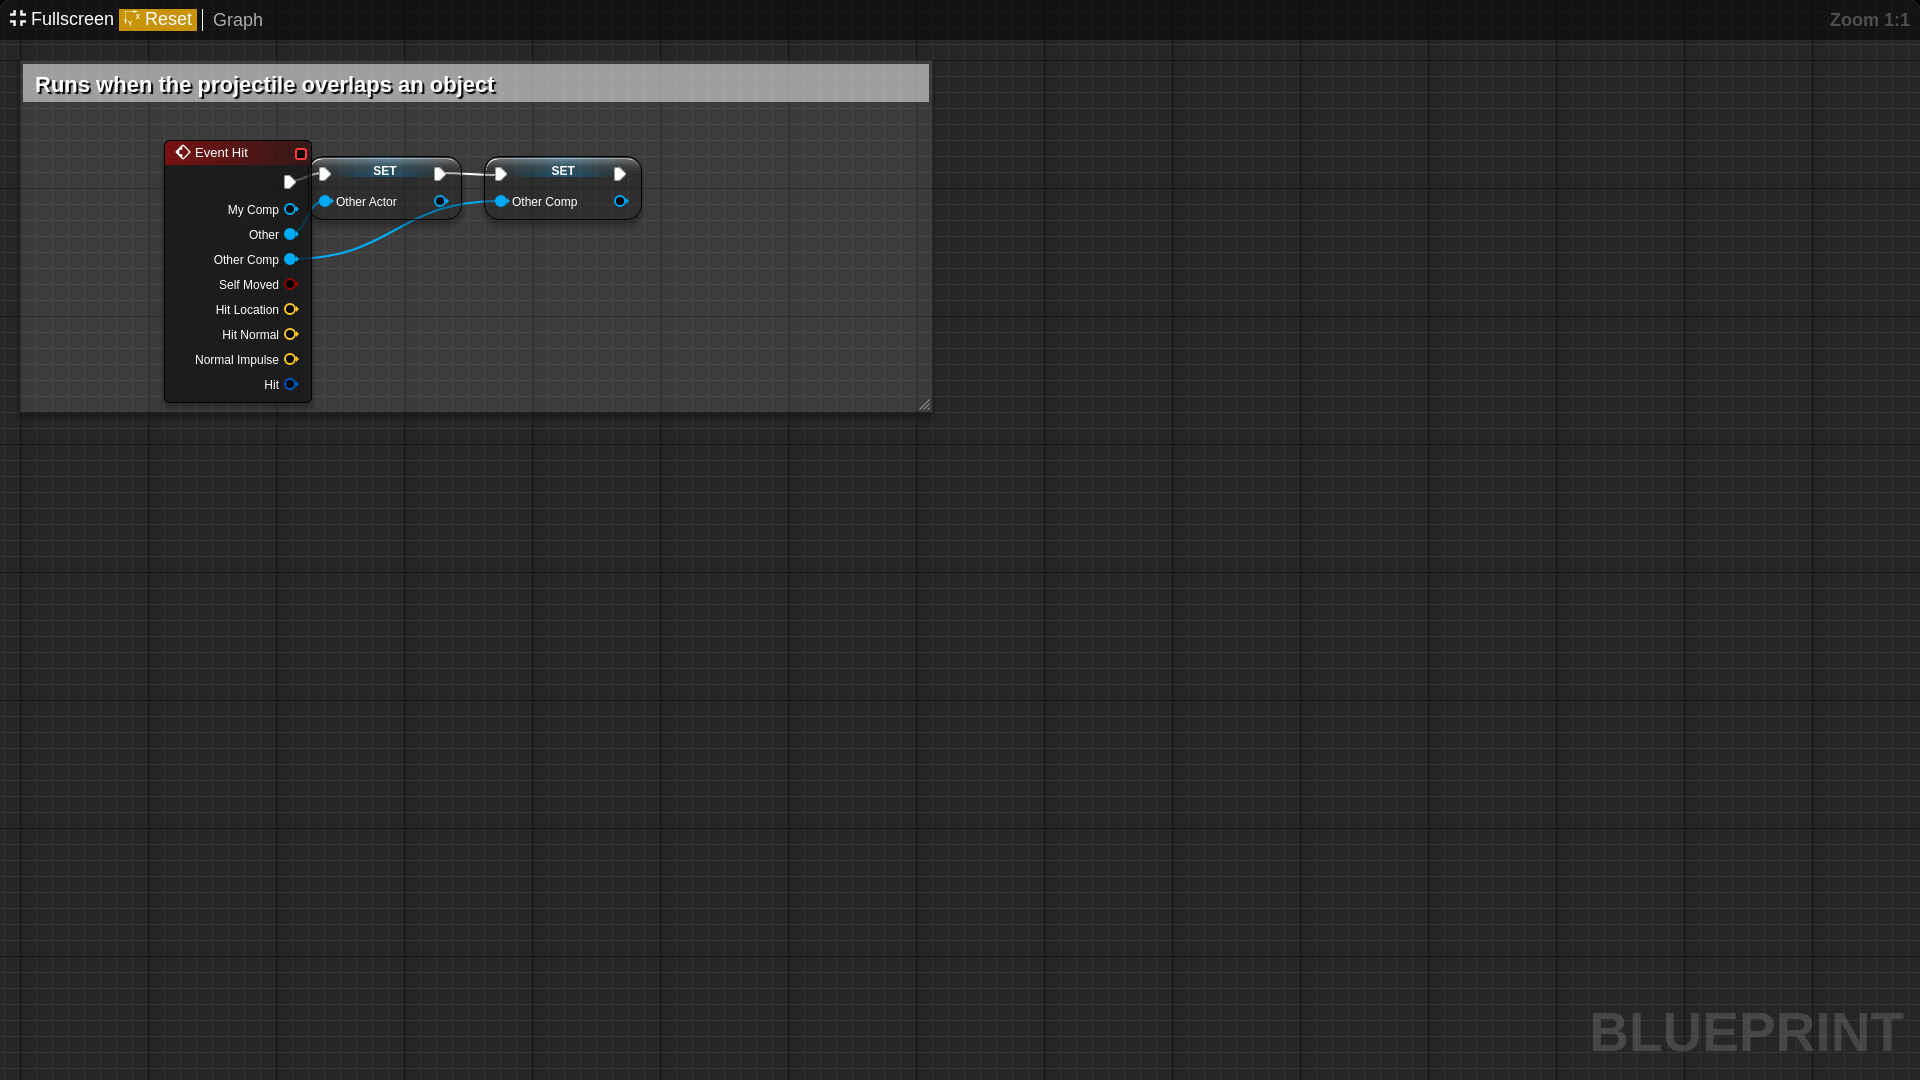 Fullscreen Reset Graph Zoom 1:1
Runs when the projectile overlaps an object
Event Hit
SET
SET
My Comp
Other Actor
Other Comp
Other
Other Comp
Self Moved
Hit Location
Hit Normal
Normal Impulse
Hit
BLUEPRINT